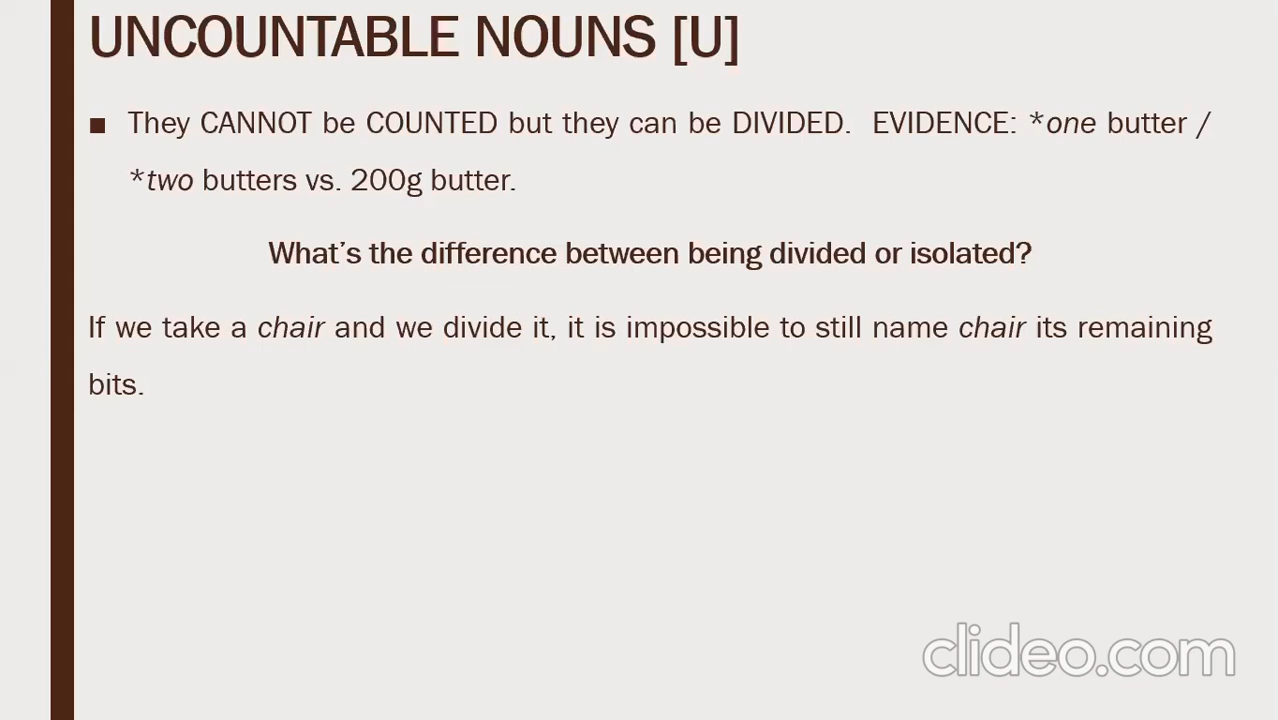 UNCOUNTABLE NOUNS [U]
▪ They CANNOT be COUNTED but they can be DIVIDED. EVIDENCE: *one butter /
*two butters vs. 200g butter.
What's the difference between being divided or isolated?
If we take a chair and we divide it, it is impossible to still name chair its remaining
bits.
clideo.com